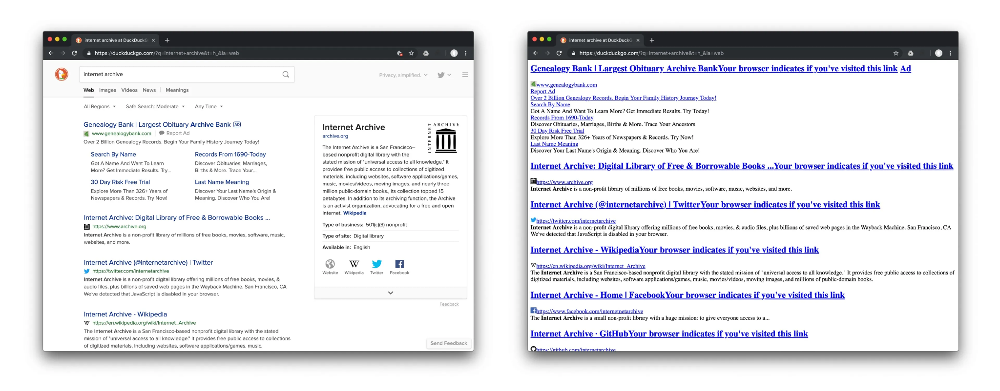 internet archive at DuckDuckG
https://duckduckgo.com/?q=internet+archive&t=h_&ia=web
internet archive
Privacy, simplified.
Web Images Videos News Meanings
All Regions Safe Search: Moderate Any Time
Genealogy Bank | Largest Obituary Archive Bank AD
www.genealogybank.com Report Ad
Over 2 Billion Genealogy Records. Begin Your Family History Journey Today!
Search By Name
Got A Name And Want To Learn
More? Get Immediate Results. Try...
Records From 1690-Today
Discover Obituaries, Marriages,
Births & More. Trace Your...
30 Day Risk Free Trial
Explore More Than 326+ Years of
Newspapers & Records. Try Now!
Last Name Meaning
Discover Your Last Name's Origin &
Meaning. Discover Who You Are!
Internet Archive: Digital Library of Free & Borrowable Books ...
https://www.archive.org
Internet Archive is a non-profit library of millions of free books, movies, software, music,
websites, and more.
Internet Archive (@internetarchive) | Twitter
https://twitter.com/internetarchive
Internet Archive is a non-profit digital library offering millions of free books, movies, &
audio files, plus billions of saved web pages in the Wayback Machine. San Francisco, CA
We've detected that JavaScript is disabled in your browser.
Internet Archive - Wikipedia
W https://en.wikipedia.org/wiki/Internet_Archive
The Internet Archive is a San Francisco-based nonprofit digital library with the stated
mission of "universal access to all knowledge." It provides free public access to collections
of digitized materials, including websites, software applications/games, music,
Internet Archive
archive.org
INTERNET ARCHIVE
The Internet Archive is a San Francisco–
based nonprofit digital library with the
stated mission of "universal access to all knowledge." It
provides free public access to collections of digitized
materials, including websites, software applications/games,
music, movies/videos, moving images, and nearly three
million public-domain books., its collection topped 15
petabytes. In addition to its archiving function, the Archive
is an activist organization, advocating for a free and open
Internet. Wikipedia
Type of business: 501(c)(3) nonprofit
Type of site: Digital library
Available in: English
W
Website Wikipedia Twitter Facebook
Feedback
Send Feedback
internet archive at DuckDuckG
https://duckduckgo.com/?q=internet+archive&t=h_&ia=web
Genealogy Bank | Largest Obituary Archive BankYour browser indicates if you've visited this link Ad
www.genealogybank.com
Report Ad
Over 2 Billion Genealogy Records. Begin Your Family History Journey Today!
Search By Name
Got A Name And Want To Learn More? Get Immediate Results. Try Today!
Records From 1690-Today
Discover Obituaries, Marriages, Births & More. Trace Your Ancestors
30 Day Risk Free Trial
Explore More Than 326+ Years of Newspapers & Records. Try Now!
Last Name Meaning
Discover Your Last Name's Origin & Meaning. Discover Who You Are!
Internet Archive: Digital Library of Free & Borrowable Books ...Your browser indicates if you've visited this link
https://www.archive.org
Internet Archive is a non-profit library of millions of free books, movies, software, music, websites, and more.
Internet Archive (@internetarchive) | TwitterYour browser indicates if you've visited this link
https://twitter.com/internetarchive
Internet Archive is a non-profit digital library offering millions of free books, movies, & audio files, plus billions of saved web pages in the Wayback Machine. San Francisco, CA
We've detected that JavaScript is disabled in your browser.
Internet Archive - WikipediaYour browser indicates if you've visited this link
W https://en.wikipedia.org/wiki/Internet_Archive
The Internet Archive is a San Francisco-based nonprofit digital library with the stated mission of "universal access to all knowledge." It provides free public access to collections of
digitized materials, including websites, software applications/games, music, movies/videos, moving images, and millions of public-domain books.
Internet Archive - Home | FacebookYour browser indicates if you've visited this link
https://www.facebook.com/internetnetarchive
The Internet Archive is a small non-profit library with a huge mission: to give everyone access to a...
Internet Archive · GitHubYour browser indicates if you've visited this link
https://github.com/internetarchive